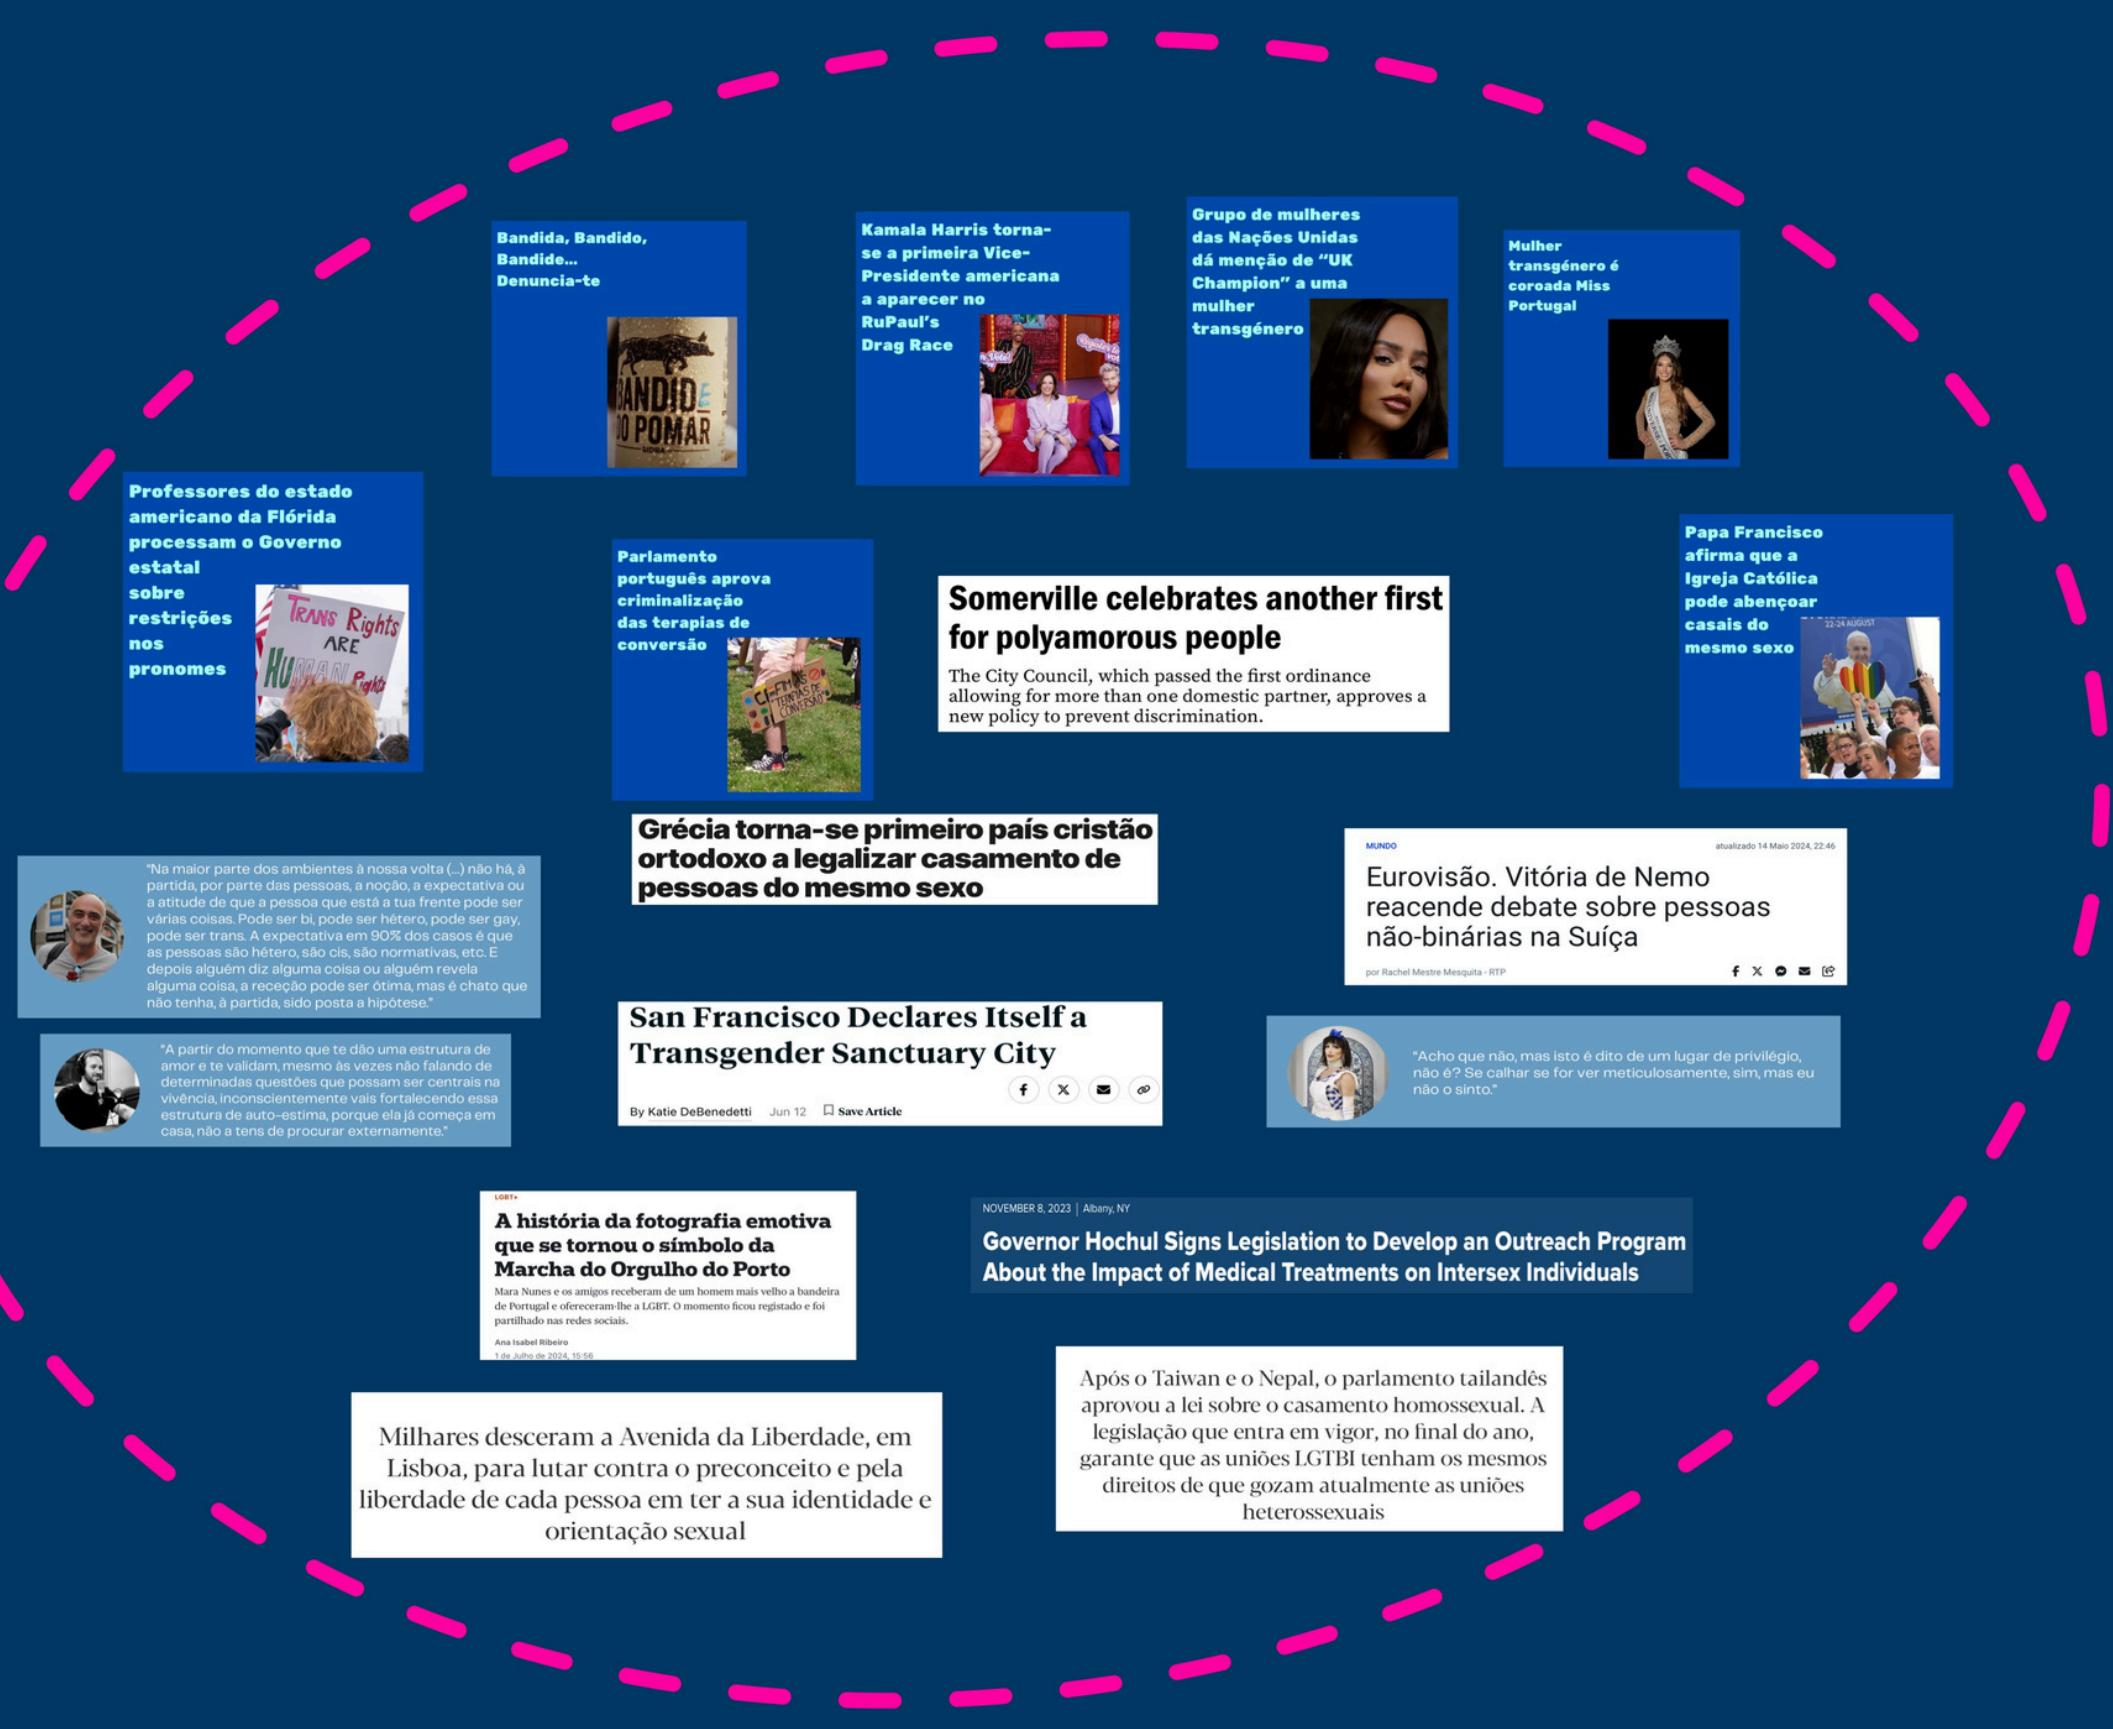 Bandida, Bandido,
Bandide...
Denuncia-te
BANDID
DO POMAR
SIDRA
Kamala Harris torna-
se a primeira Vice-
Presidente americana
a aparecer no
RuPaul's
Drag Race
Vote!
Register to
vote
Grupo de mulheres
das Nações Unidas
dá menção de "UK
Champion" a uma
mulher
transgénero
Mulher
transgénero é
coroada Miss
Portugal
Professores do estado
americano da Flórida
processam o Governo
estatal
sobre
restrições
nos
pronomes
TRANS Rights
ARE
HUMAN Rights
Parlamento
português aprova
criminalização
das terapias de
conversão
FIM ÀS
TERAPIAS DE
CONVERSÃO
Somerville celebrates another first
for polyamorous people
The City Council, which passed the first ordinance
allowing for more than one domestic partner, approves a
new policy to prevent discrimination.
Papa Francisco
afirma que a
Igreja Católica
pode abençoar
casais do
mesmo sexo
22-24 AUGUST
Grécia torna-se primeiro país cristão
ortodoxo a legalizar casamento de
pessoas do mesmo sexo
MUNDO
atualizado 14 Maio 2024, 22:46
Eurovisão. Vitória de Nemo
reacende debate sobre pessoas
não-binárias na Suíça
por Rachel Mestre Mesquita - RTP
"Na maior parte dos ambientes à nossa volta (...) não há, à
partida, por parte das pessoas, a noção, a expectativa ou
a atitude de que a pessoa que está a tua frente pode ser
várias coisas. Pode ser bi, pode ser hétero, pode ser gay,
pode ser trans. A expectativa em 90% dos casos é que
as pessoas são hétero, são cis, são normativas, etc. E
depois alguém diz alguma coisa ou alguém revela
alguma coisa, a receção pode ser ótima, mas é chato que
não tenha, à partida, sido posta a hipótese."
San Francisco Declares Itself a
Transgender Sanctuary City
By Katie DeBenedetti Jun 12 Save Article
"A partir do momento que te dão uma estrutura de
amor e te validam, mesmo às vezes não falando de
determinadas questões que possam ser centrais na
vivência, inconscientemente vais fortalecendo essa
estrutura de auto-estima, porque ela já começa em
casa, não a tens de procurar externamente."
"Acho que não, mas isto é dito de um lugar de privilégio,
não é? Se calhar se for ver meticulosamente, sim, mas eu
não o sinto."
LGBT+
A história da fotografia emotiva
que se tornou o símbolo da
Marcha do Orgulho do Porto
Mara Nunes e os amigos receberam de um homem mais velho a bandeira
de Portugal e ofereceram-lhe a LGBT. O momento ficou registado e foi
partilhado nas redes sociais.
Ana Isabel Ribeiro
1 de Julho de 2024, 15:56
NOVEMBER 8, 2023 | Albany, NY
Governor Hochul Signs Legislation to Develop an Outreach Program
About the Impact of Medical Treatments on Intersex Individuals
Milhares desceram a Avenida da Liberdade, em
Lisboa, para lutar contra o preconceito e pela
liberdade de cada pessoa em ter a sua identidade e
orientação sexual
Após o Taiwan e o Nepal, o parlamento tailandês
aprovou a lei sobre o casamento homossexual. A
legislação que entra em vigor, no final do ano,
garante que as uniões LGTBI tenham os mesmos
direitos de que gozam atualmente as uniões
heterossexuais